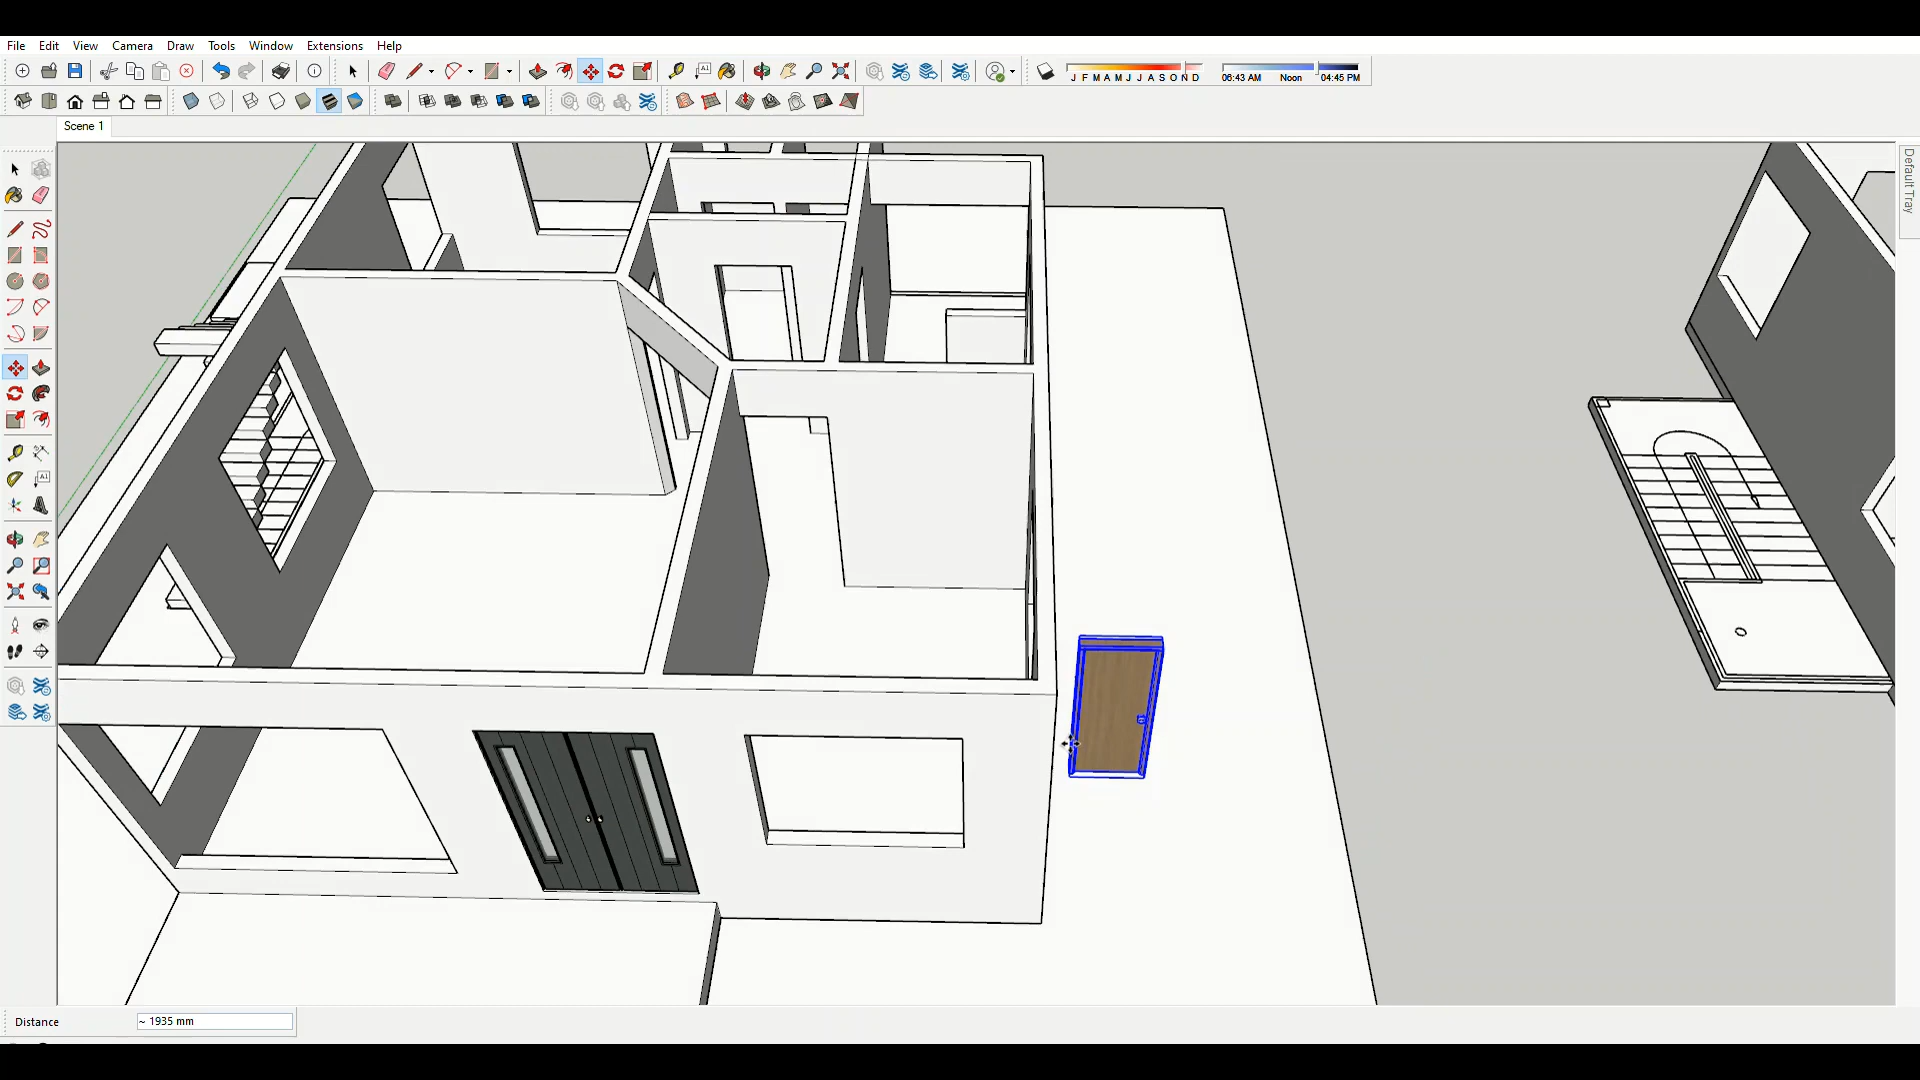 File Edit View Camera Draw Tools Window Extensions Help
J F M A M J J A S O N D 06:43 AM Noon 04:45 PM
Scene 1
Default Tray
Distance ~ 1935 mm